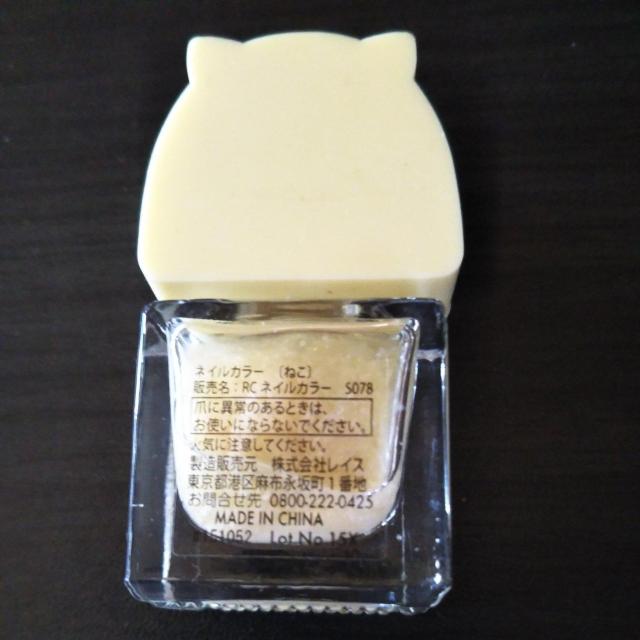 ネイルカラー (ねこ)
販売名:RC ネイルカラー S078
爪に異常のあるときは、
お使いにならないでください。
火気に注意してください。
製造販売元 株式会社レイス
東京都港区麻布永坂町1番地
お問合せ先 0800-222-0425
MADE IN CHINA
Lot No.